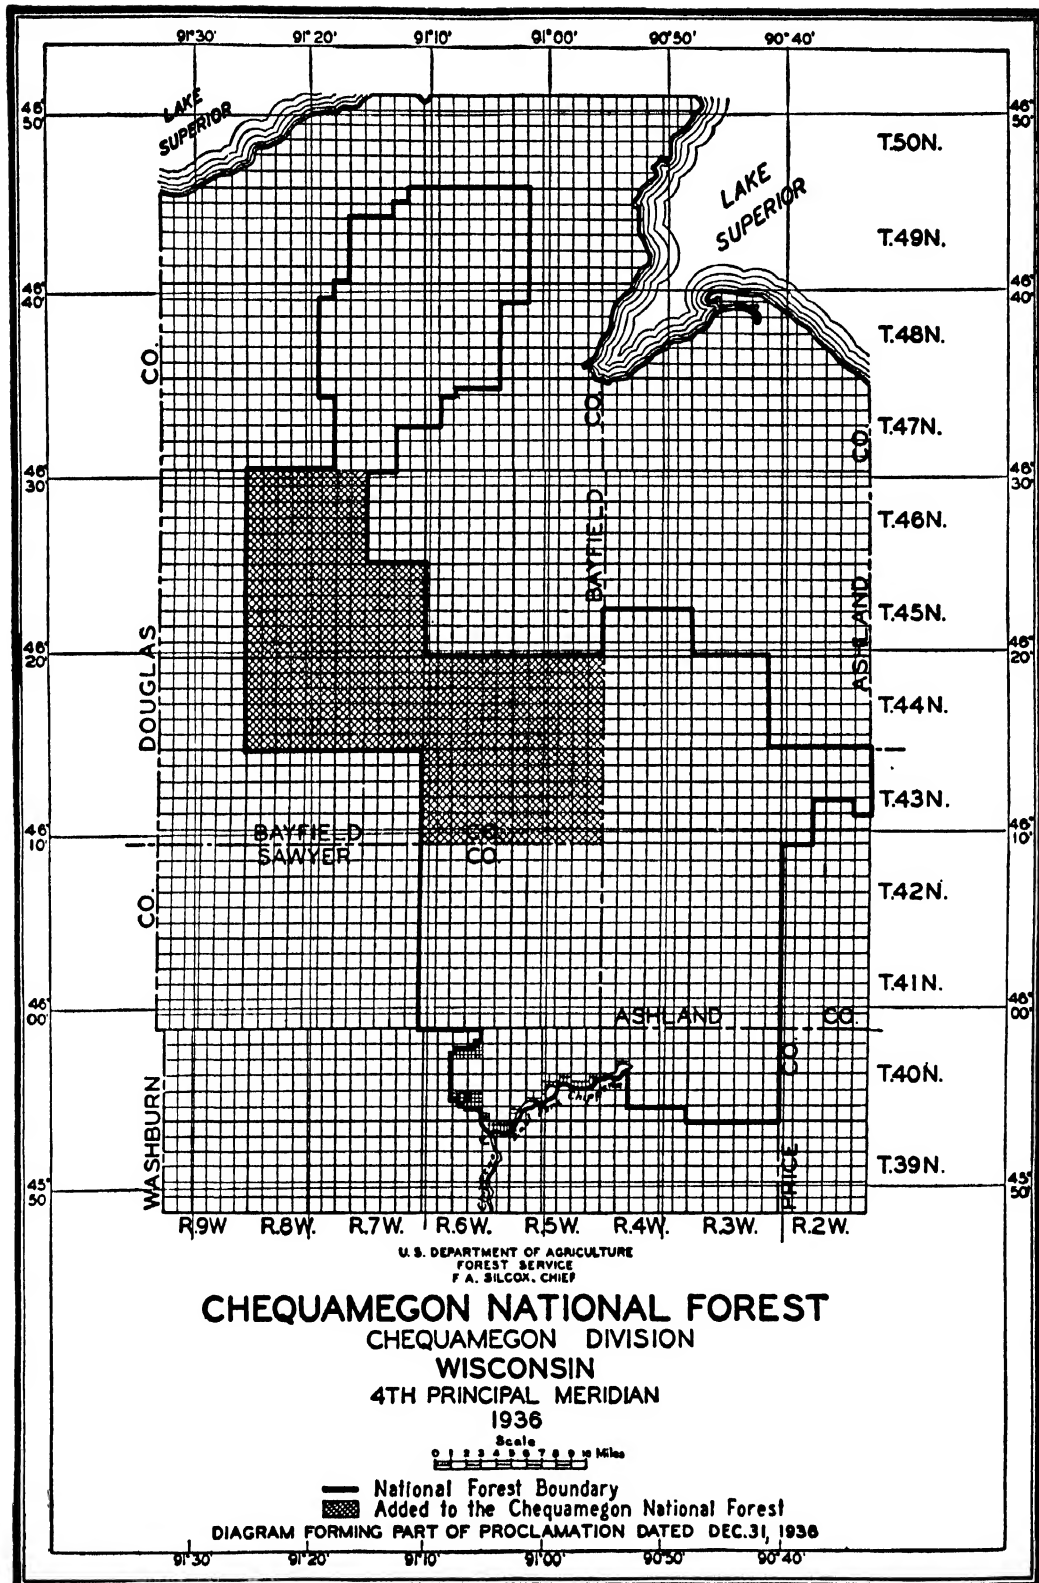 91°30' 91°20' 91°10' 91°00' 90°50' 90°40'
LAKE
SUPERIOR
46°
50'
46°
50'
T.50N.
LAKE
SUPERIOR
T.49N.
46°
40'
46°
40'
T.48N.
CO.
CO.
T.47N.
CO.
46°
30'
46°
30'
BAYFIELD
T.46N.
ASHLAND
T.45N.
46°
20'
46°
20'
DOUGLAS
T.44N.
T.43N.
46°
10'
BAYFIELD CO.
SAWYER CO.
46°
10'
CO.
T.42N.
T.41N.
46°
00'
ASHLAND CO.
46°
00'
CO.
T.40N.
WASHBURN
PRICE
T.39N.
45°
50'
45°
50'
R.9W R.8W. R.7W. R.6W. R.5W. R.4W. R.3W. R.2W.
U. S. DEPARTMENT OF AGRICULTURE
FOREST SERVICE
F A. SILCOX, CHIEF
CHEQUAMEGON NATIONAL FOREST
CHEQUAMEGON DIVISION
WISCONSIN
4TH PRINCIPAL MERIDIAN
1936
Scale
0 1 2 3 4 5 6 7 8 9 10 Miles
National Forest Boundary
Added to the Chequamegon National Forest
DIAGRAM FORMING PART OF PROCLAMATION DATED DEC.31, 1936
91°30' 91°20' 91°10' 91°00' 90°50' 90°40'